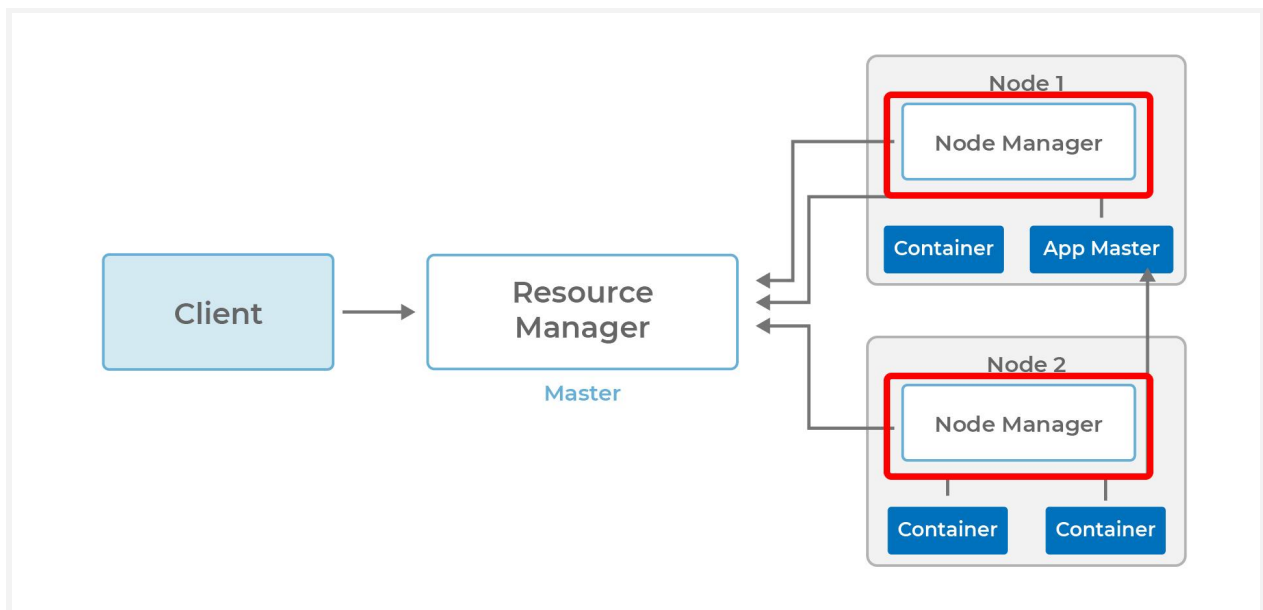 Client
Resource
Manager
Master
Node 1
Node Manager
Container
App Master
Node 2
Node Manager
Container
Container